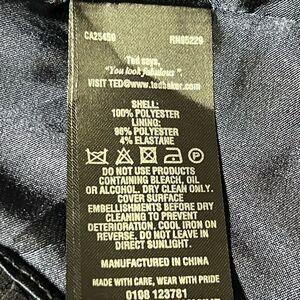 CA25450 RN95229
Ted says,
"You look fabulous".
VISIT TED@www.tedbaker.com
SHELL:
100% POLYESTER
LINING:
96% POLYESTER
4% ELASTANE
P
DO NOT USE PRODUCTS
CONTAINING BLEACH, OIL
OR ALCOHOL. DRY CLEAN ONLY.
COVER SURFACE
EMBELLISHMENTS BEFORE DRY
CLEANING TO PREVENT
DETERIORATION. COOL IRON ON
REVERSE. DO NOT LEAVE IN
DIRECT SUNLIGHT.
MANUFACTURED IN CHINA
MADE WITH CARE, WEAR WITH PRIDE
0108 123781